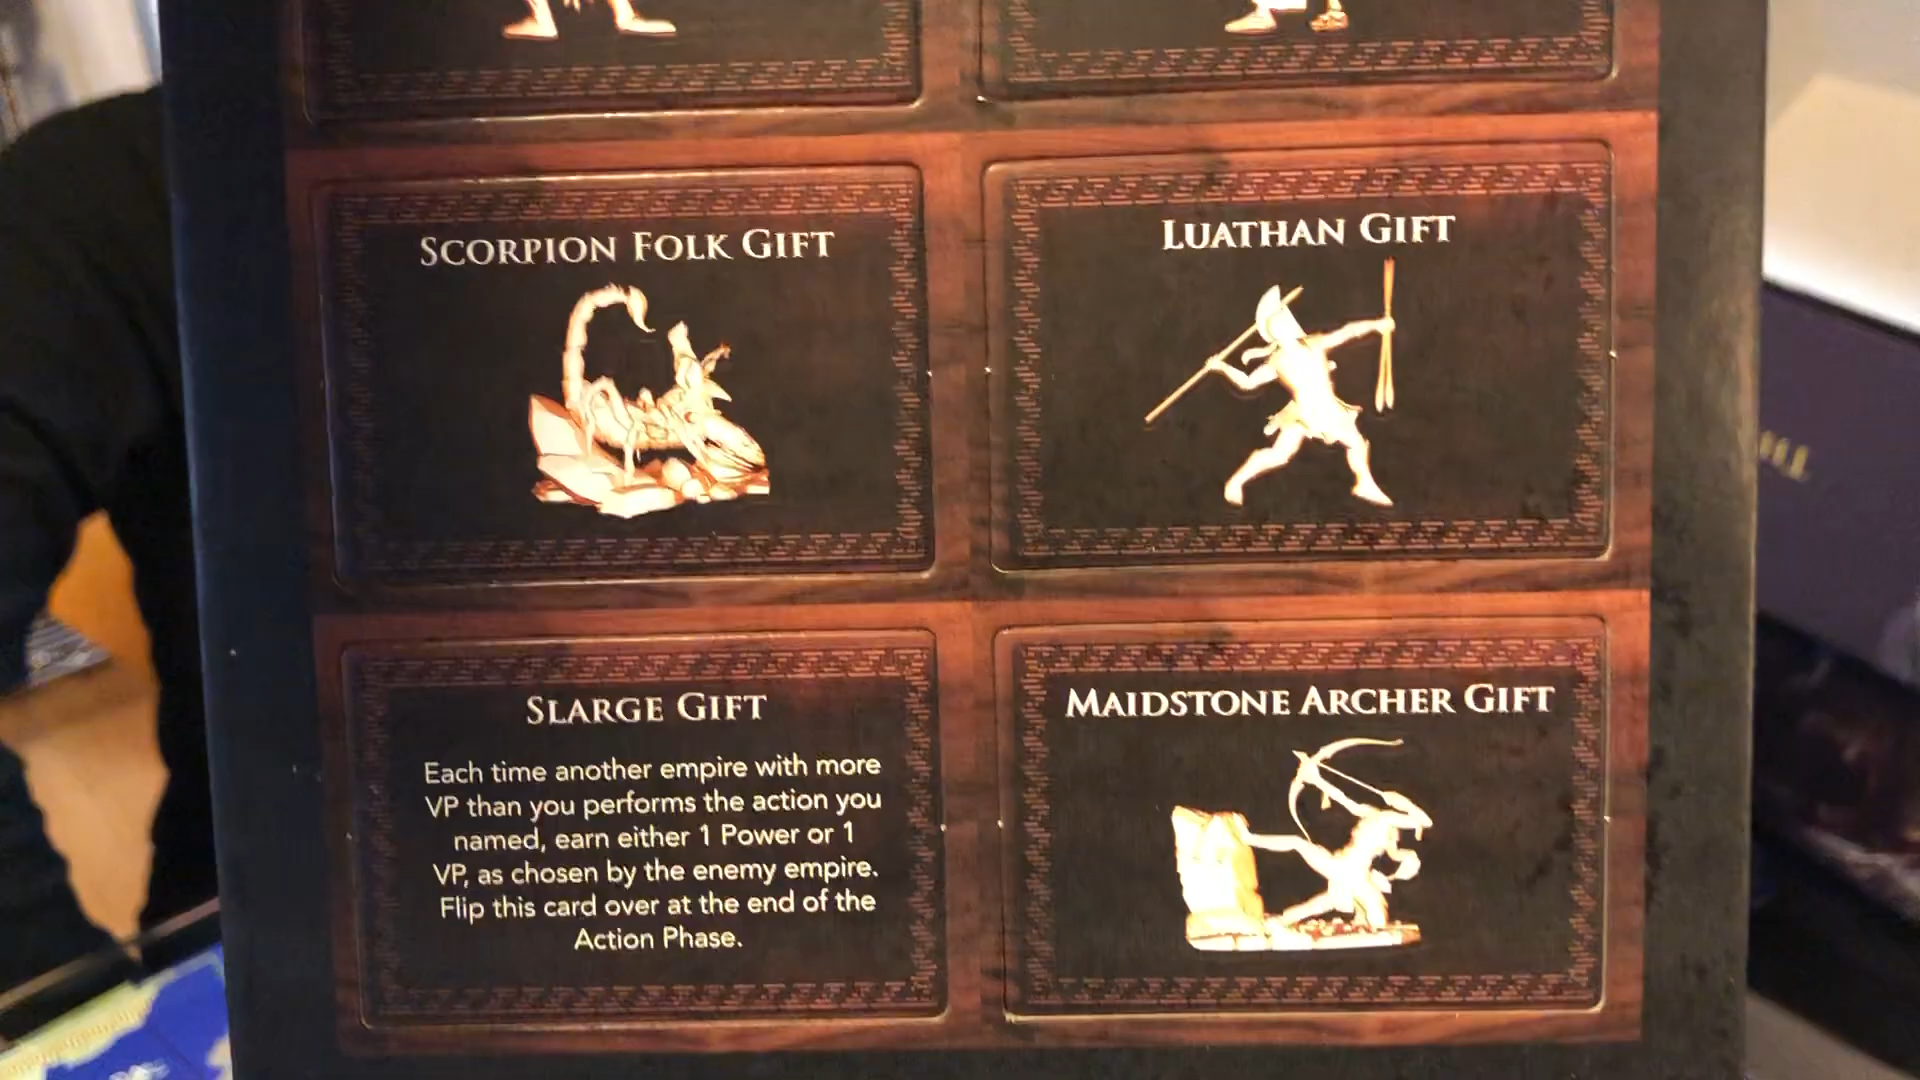 SCORPION FOLK GIFT
LUATHAN GIFT
SLARGE GIFT
Each time another empire with more
VP than you performs the action you
named, earn either 1 Power or 1
VP, as chosen by the enemy empire.
Flip this card over at the end of the
Action Phase.
MAIDSTONE ARCHER GIFT